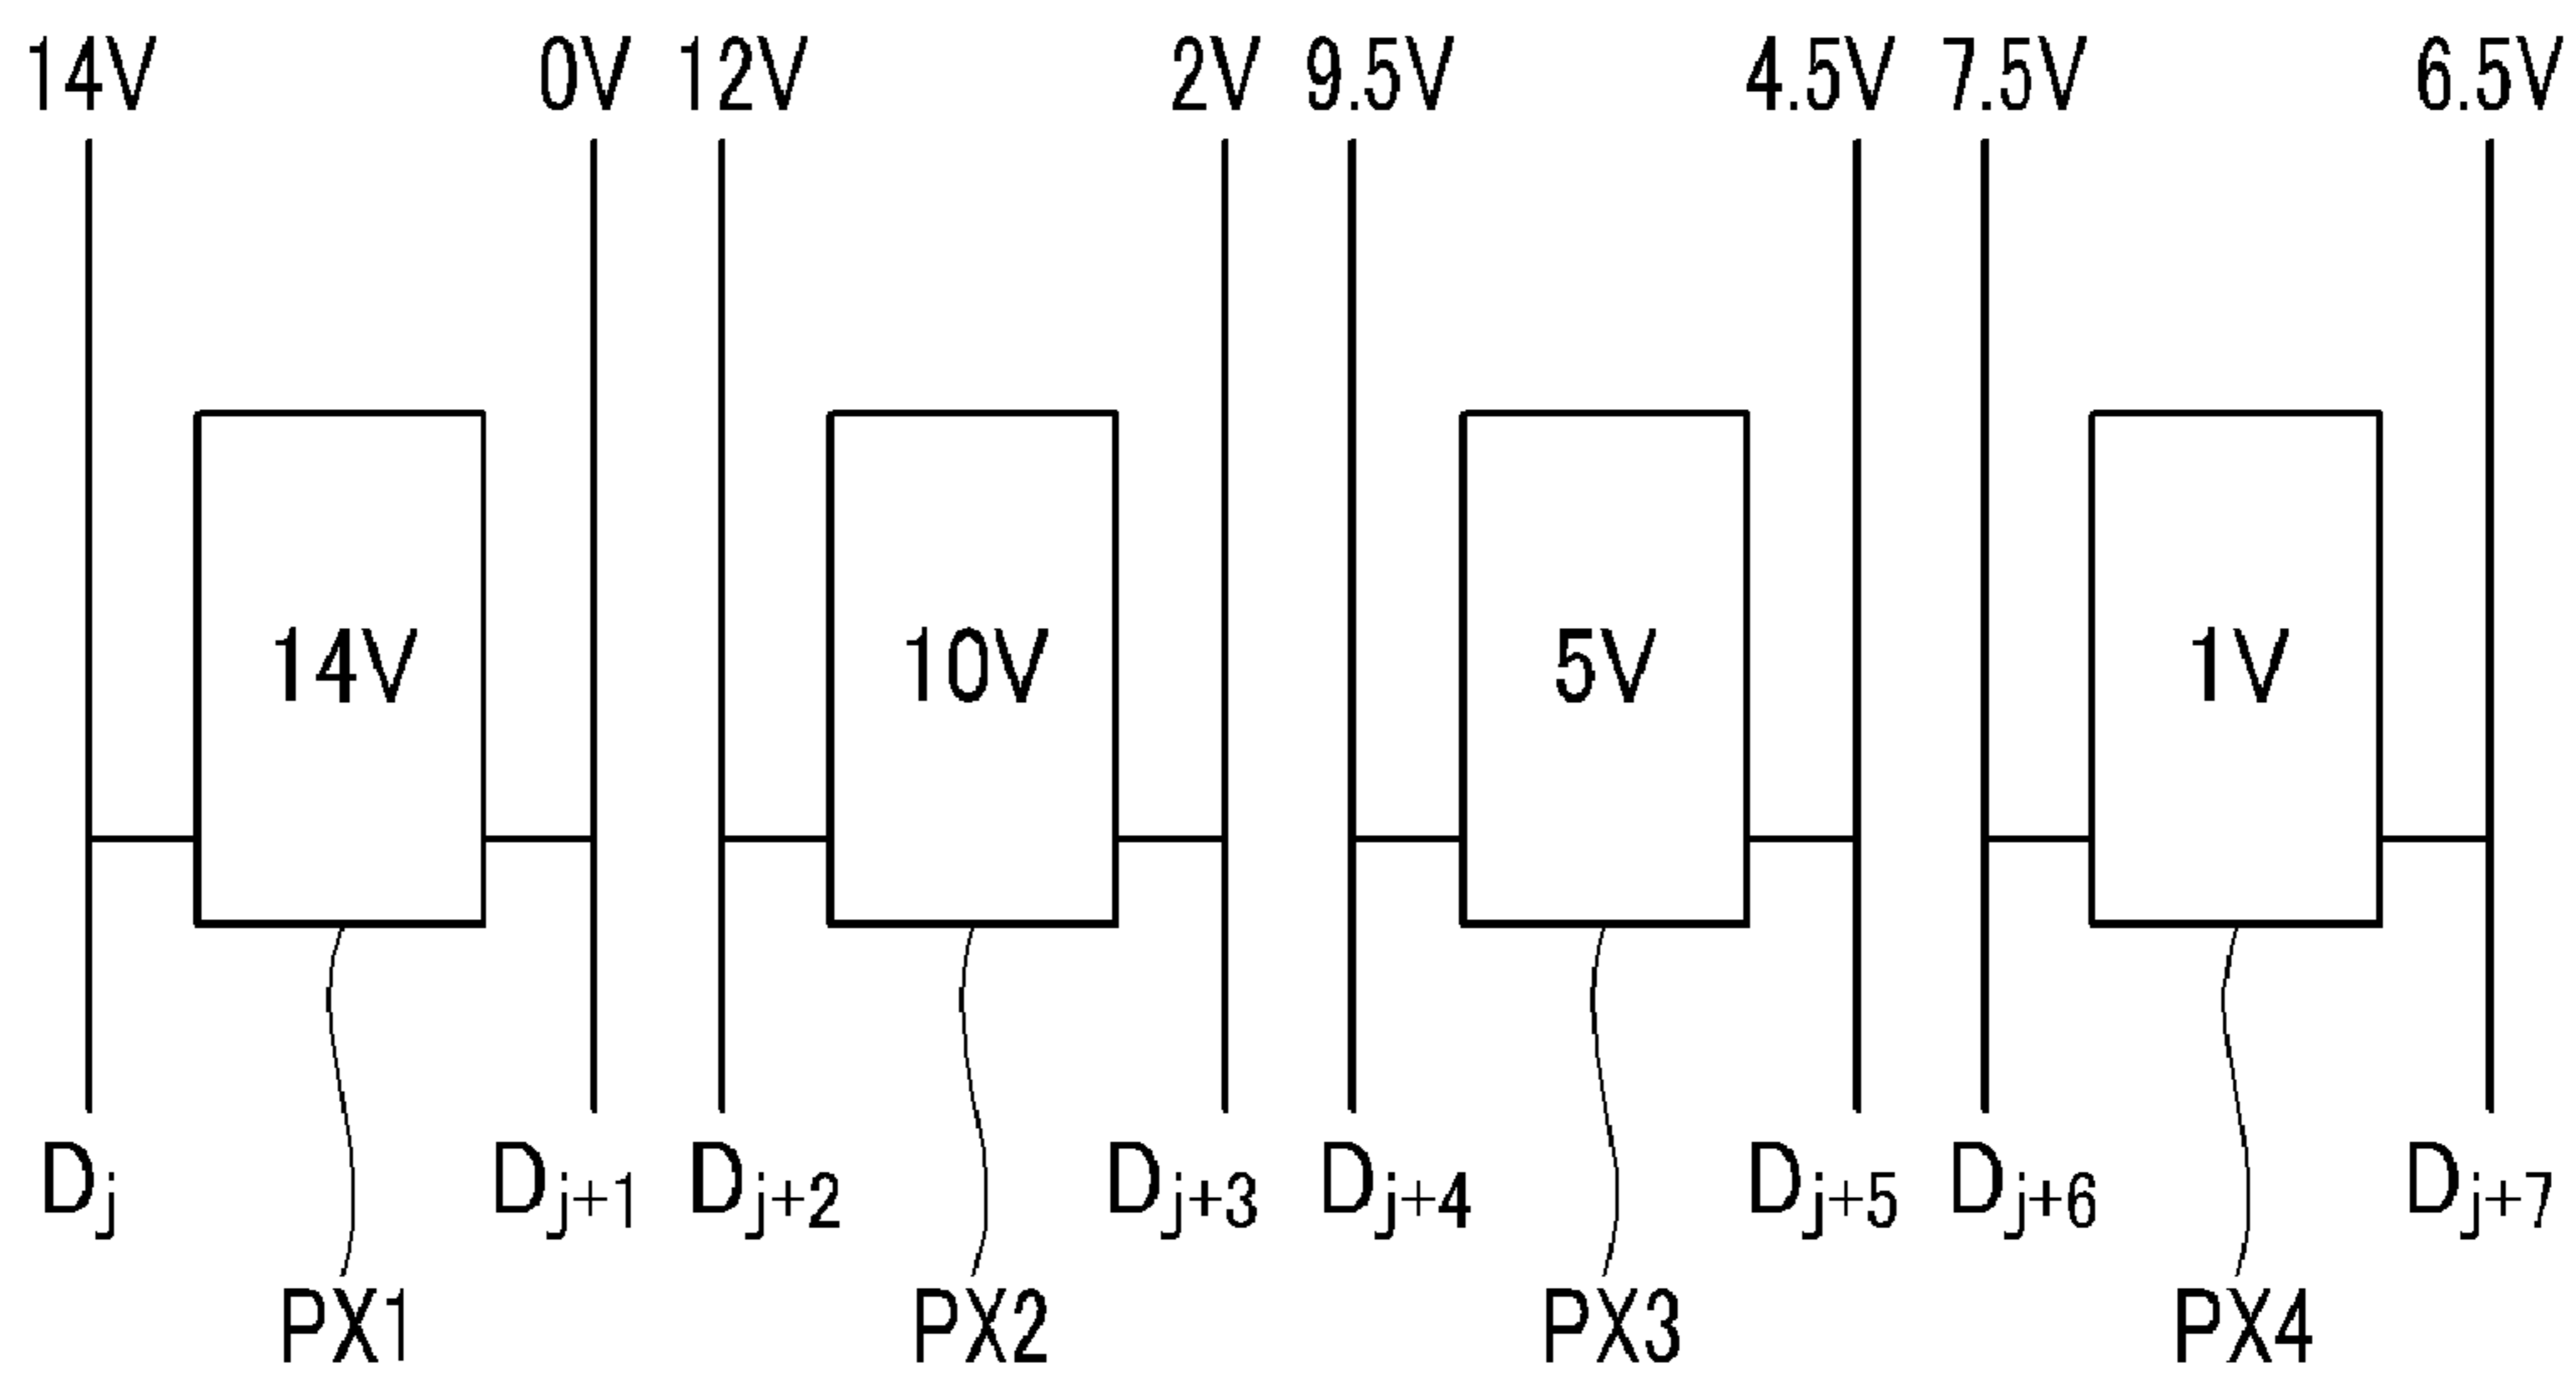 14V 0V 12V 2V 9.5V 4.5V 7.5V 6.5V
14V 10V 5V 1V
Dj Dj+1 Dj+2 Dj+3 Dj+4 Dj+5 Dj+6 Dj+7
PX1 PX2 PX3 PX4